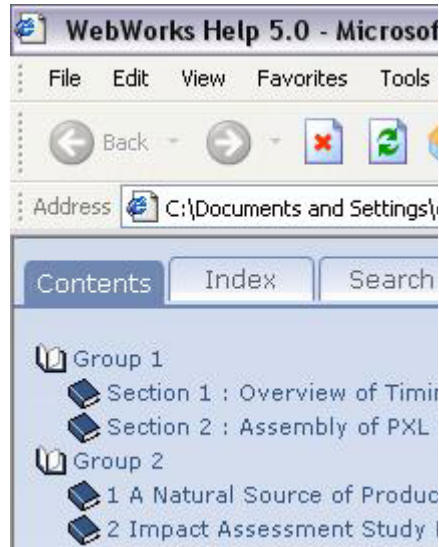 WebWorks Help 5.0 - Microsof
File Edit View Favorites Tools
Back
Address C:\Documents and Settings\
Contents Index Search
Group 1
Section 1 : Overview of Timi
Section 2 : Assembly of PXL
Group 2
1 A Natural Source of Produc
2 Impact Assessment Study